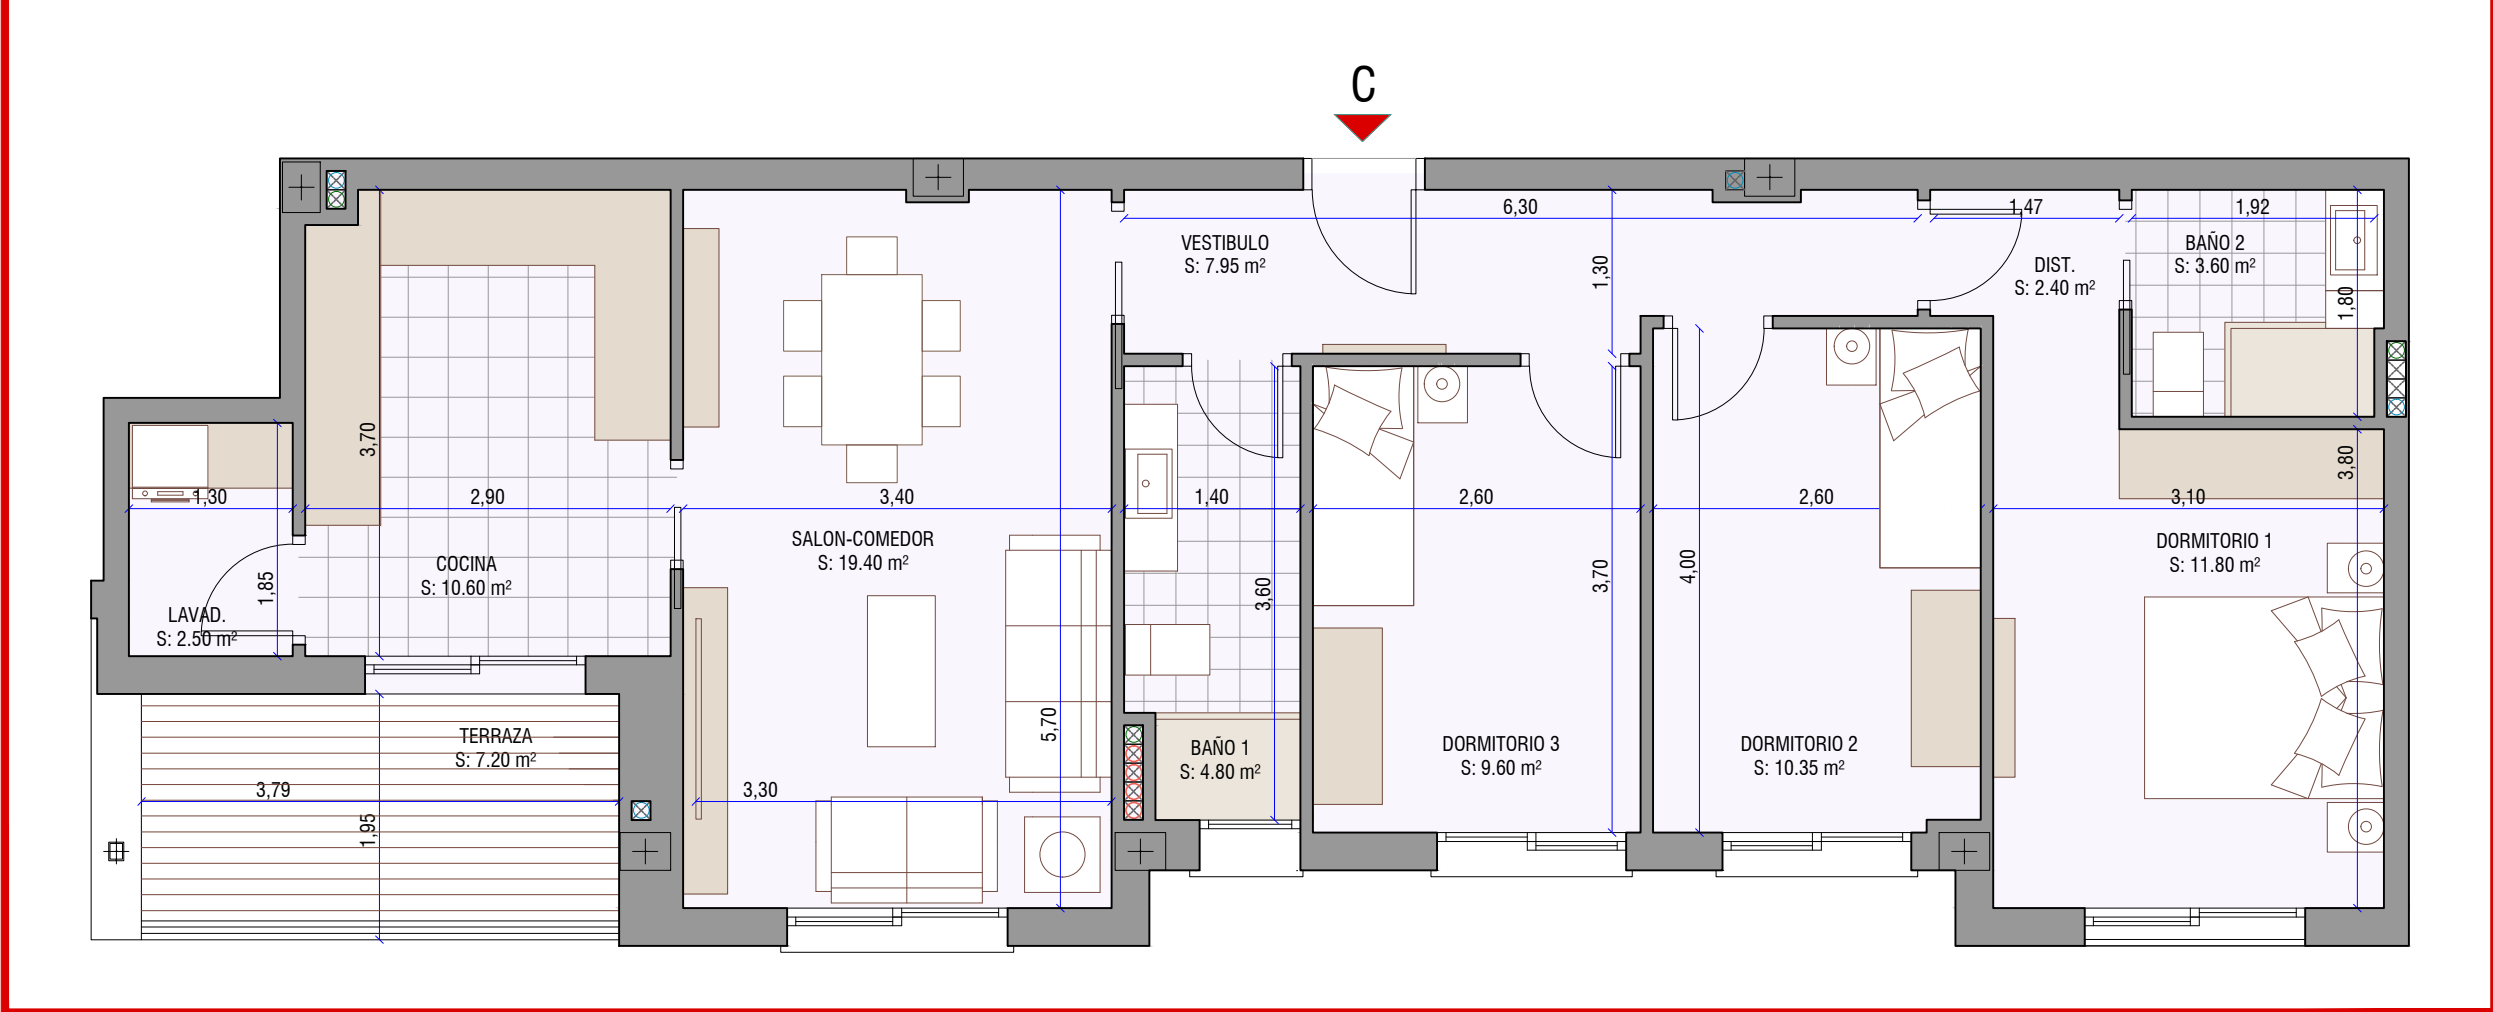 C
6,30
1,47
1,92
VESTIBULO
S: 7.95 m²
BAÑO 2
S: 3.60 m²
DIST.
S: 2.40 m²
1,30
1,80
3,70
3,80
1,30
2,90
3,40
1,40
2,60
2,60
3,10
SALON-COMEDOR
S: 19.40 m²
DORMITORIO 1
S: 11.80 m²
COCINA
S: 10.60 m²
1,85
3,60
3,70
4,00
LAVAD.
S: 2.50 m²
5,70
TERRAZA
S: 7.20 m²
BAÑO 1
S: 4.80 m²
DORMITORIO 3
S: 9.60 m²
DORMITORIO 2
S: 10.35 m²
3,79
3,30
1,95